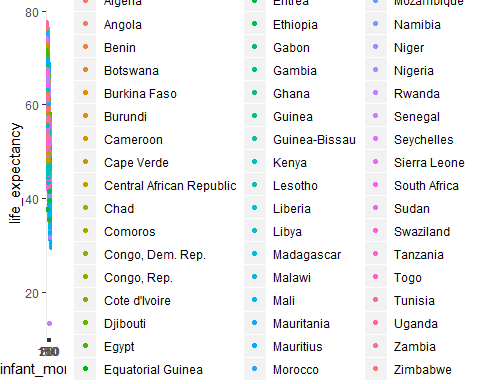 80
60
40
20
life_expectancy
infant_mor
Algeria
Angola
Benin
Botswana
Burkina Faso
Burundi
Cameroon
Cape Verde
Central African Republic
Chad
Comoros
Congo, Dem. Rep.
Congo, Rep.
Cote d'Ivoire
Djibouti
Egypt
Equatorial Guinea
Eritrea
Ethiopia
Gabon
Gambia
Ghana
Guinea
Guinea-Bissau
Kenya
Lesotho
Liberia
Libya
Madagascar
Malawi
Mali
Mauritania
Mauritius
Morocco
Mozambique
Namibia
Niger
Nigeria
Rwanda
Senegal
Seychelles
Sierra Leone
South Africa
Sudan
Swaziland
Tanzania
Togo
Tunisia
Uganda
Zambia
Zimbabwe